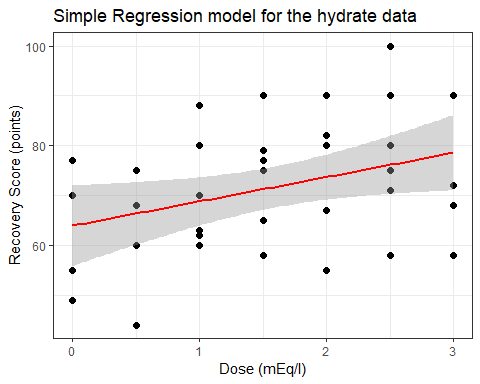 Simple Regression model for the hydrate data
100
80
60
Recovery Score (points)
0
1
2
3
Dose (mEq/l)